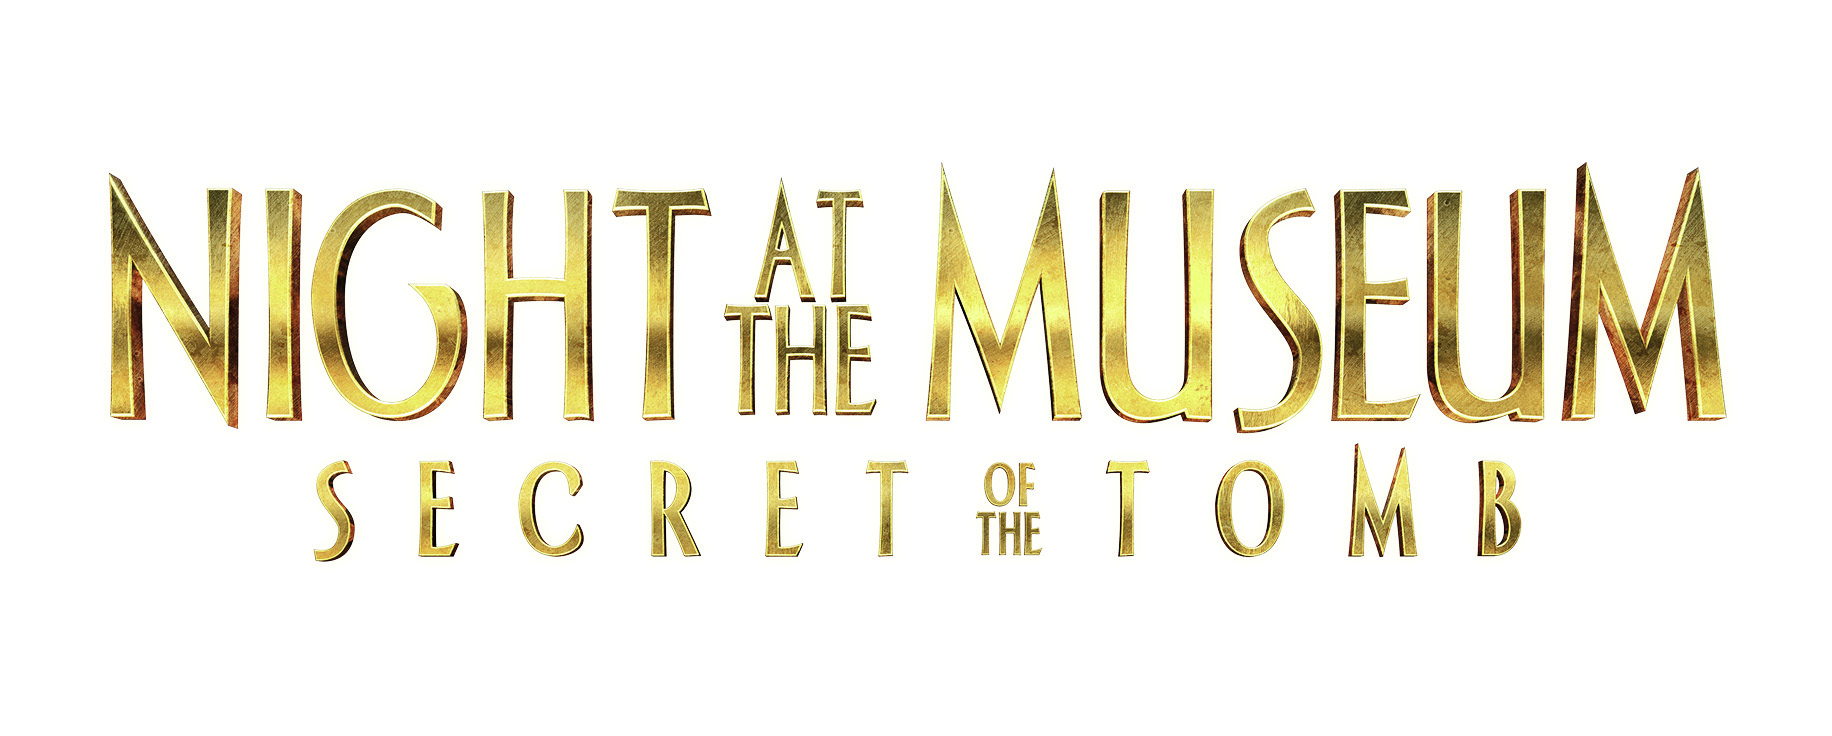 NIGHT AT THE MUSEUM
SECRET OF THE TOMB